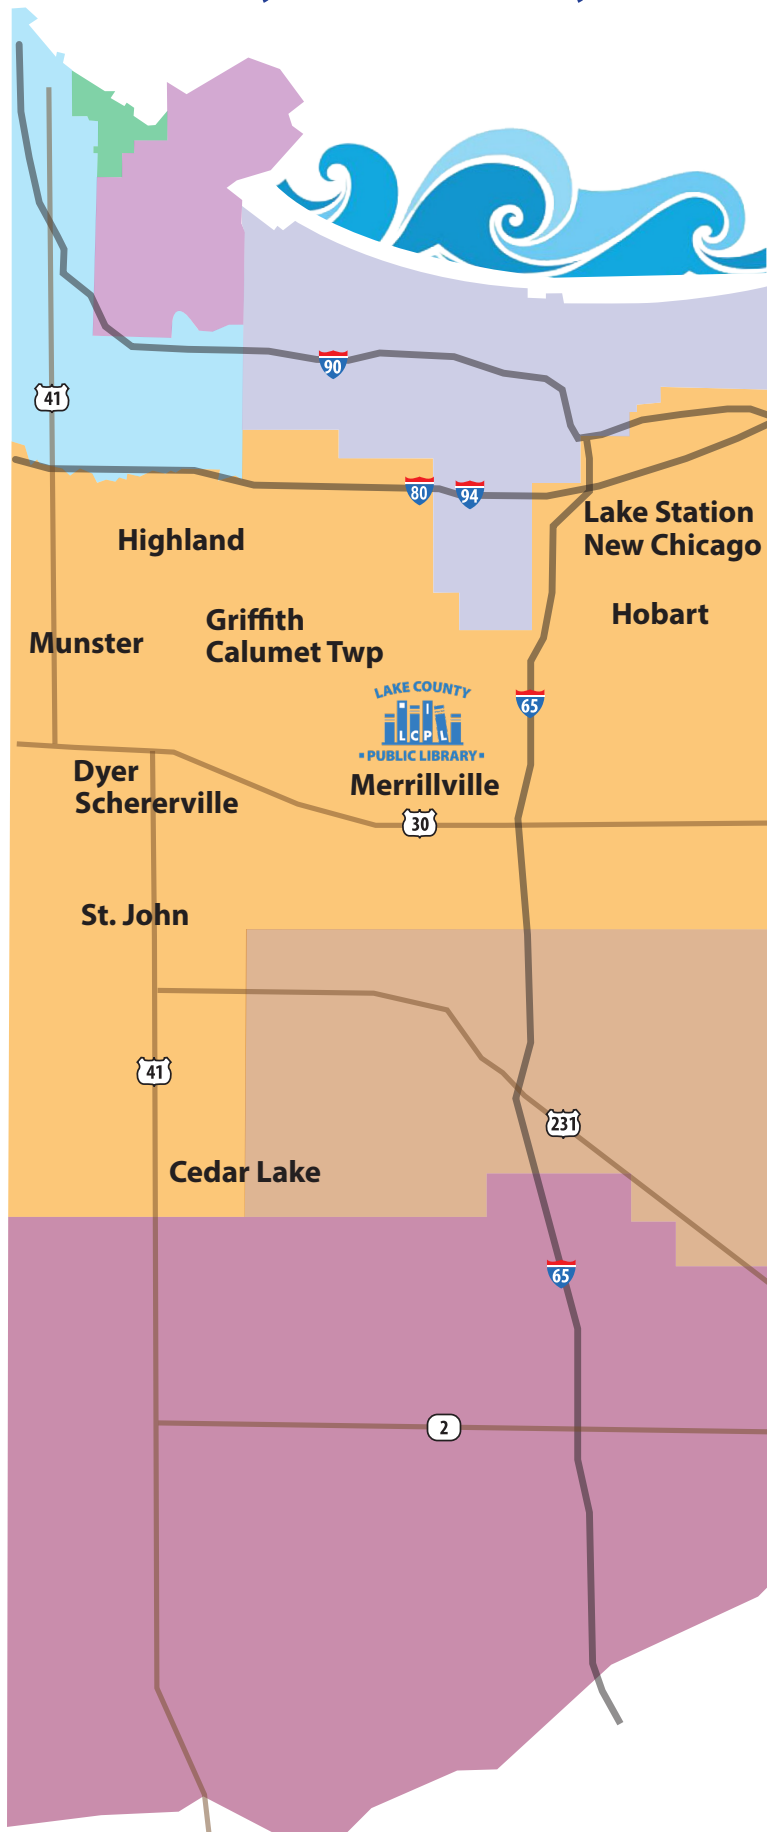 90
41
80
94
Lake Station
New Chicago
Highland
Hobart
Griffith
Calumet Twp
Munster
LAKE COUNTY
LCPL
PUBLIC LIBRARY
65
Dyer
Schererville
Merrillville
30
St. John
41
231
Cedar Lake
65
2